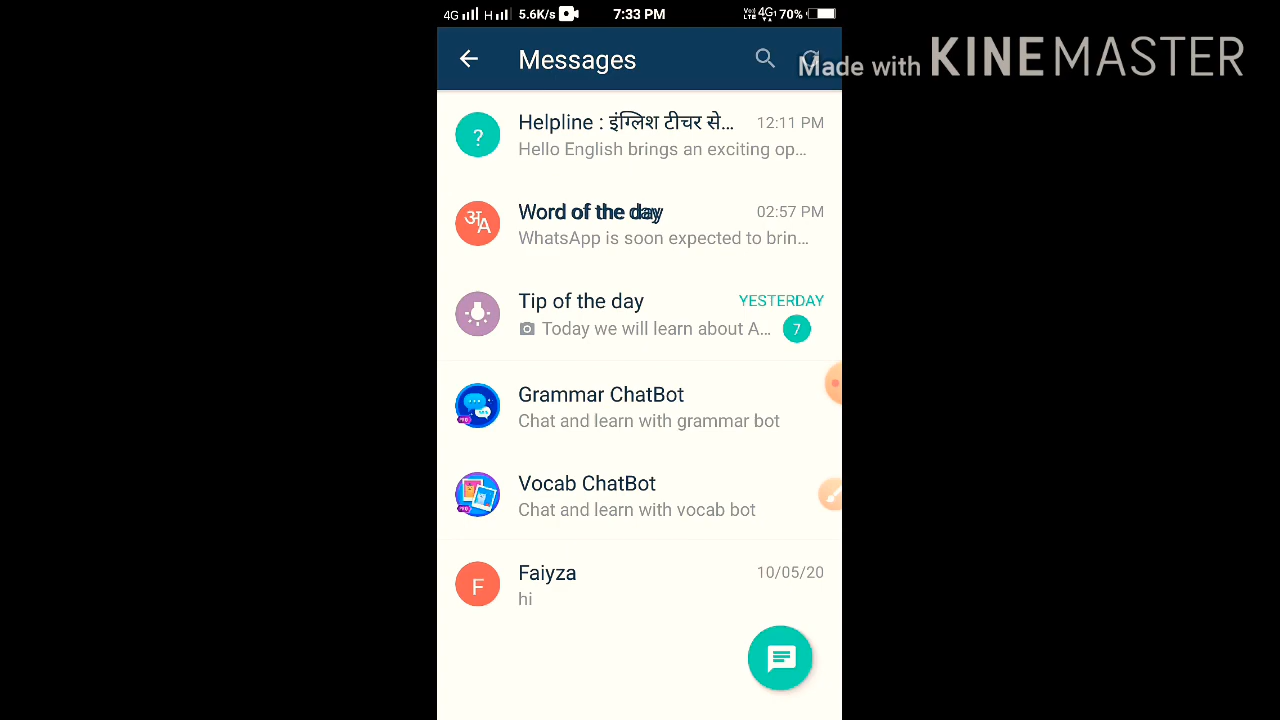 4G H 5.6K/s 7:33 PM VoLTE 4G 70%
Messages
Made with KINEMASTER
Helpline : इंग्लिश टीचर से... 12:11 PM
Hello English brings an exciting op...
Word of the day 02:57 PM
WhatsApp is soon expected to brin...
Tip of the day YESTERDAY
Today we will learn about A... 7
Grammar ChatBot
Chat and learn with grammar bot
Vocab ChatBot
Chat and learn with vocab bot
F Faiyza 10/05/20
hi